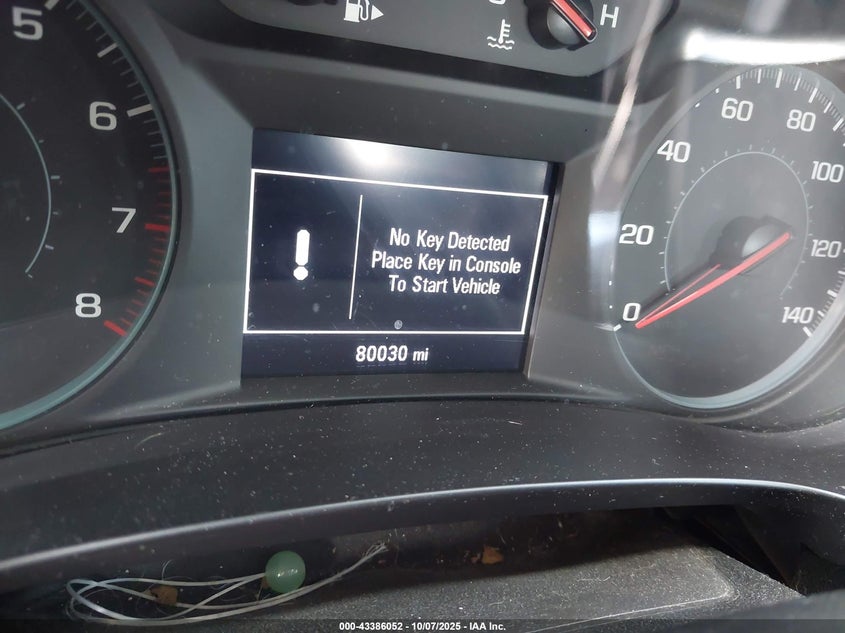 5
6
7
8
H
No Key Detected
Place Key in Console
To Start Vehicle
80030 mi
0
20
40
60
80
100
120
140
000-43386052 - 10/07/2025 - IAA Inc.